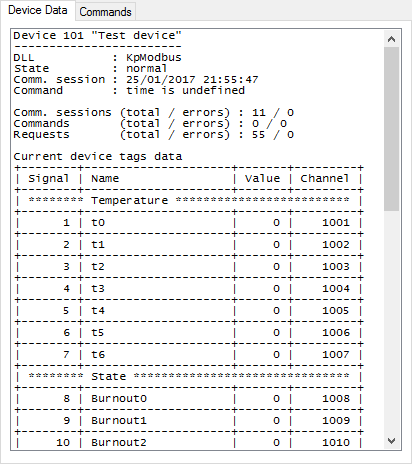 Device Data Commands
Device 101 "Test device"
------------------------
DLL : KpModbus
State : normal
Comm. session : 25/01/2017 21:55:47
Command : time is undefined
Comm. sessions (total / errors) : 11 / 0
Commands (total / errors) : 0 / 0
Requests (total / errors) : 55 / 0
Current device tags data
| Signal | Name | Value | Channel |
| ******** Temperature ************************* |
| 1 | t0 | 0 | 1001 |
| 2 | t1 | 0 | 1002 |
| 3 | t2 | 0 | 1003 |
| 4 | t3 | 0 | 1004 |
| 5 | t4 | 0 | 1005 |
| 6 | t5 | 0 | 1006 |
| 7 | t6 | 0 | 1007 |
| ******** State ******************************* |
| 8 | Burnout0 | 0 | 1008 |
| 9 | Burnout1 | 0 | 1009 |
| 10 | Burnout2 | 0 | 1010 |